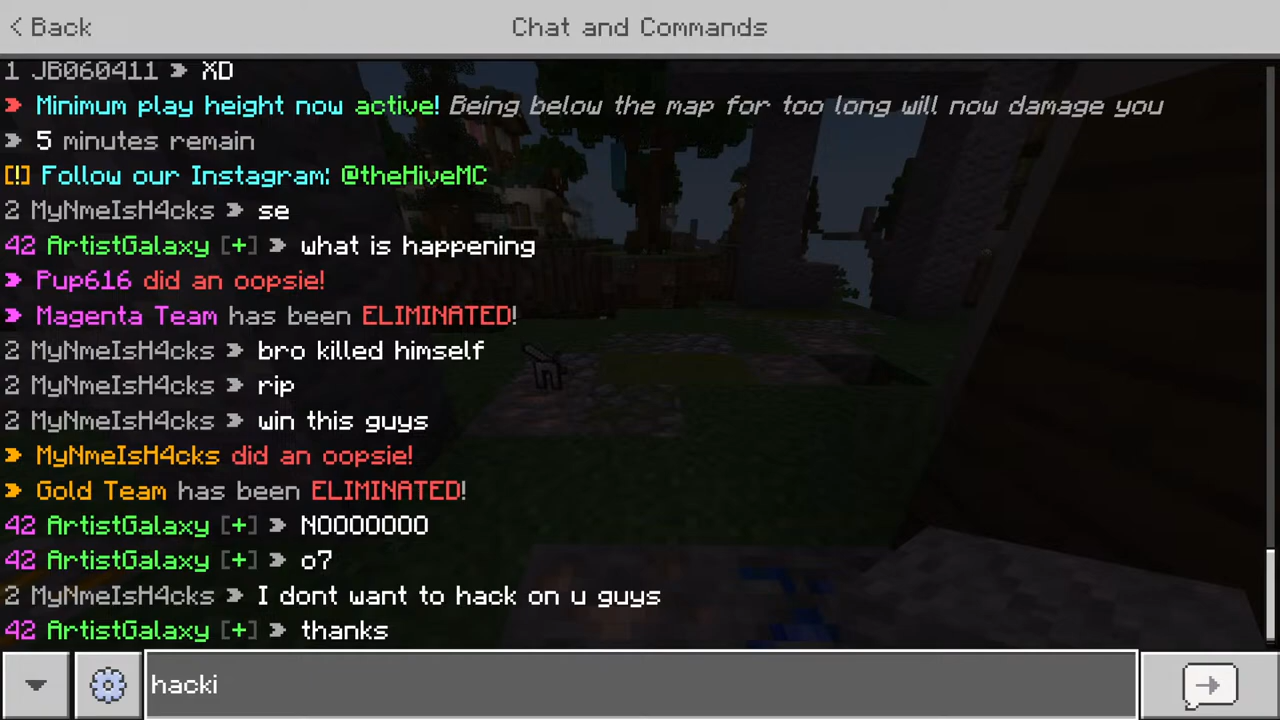 Back
Chat and Commands
1 JB060411 » XD
» Minimum play height now active! Being below the map for too long will now damage you
» 5 minutes remain
[!] Follow our Instagram: @theHiveMC
2 MyNmeIsH4cks » se
42 ArtistGalaxy [+] » what is happening
» Pup616 did an oopsie!
» Magenta Team has been ELIMINATED!
2 MyNmeIsH4cks » bro killed himself
2 MyNmeIsH4cks » rip
2 MyNmeIsH4cks » win this guys
» MyNmeIsH4cks did an oopsie!
» Gold Team has been ELIMINATED!
42 ArtistGalaxy [+] » NOOOOOOO
42 ArtistGalaxy [+] » o7
2 MyNmeIsH4cks » I dont want to hack on u guys
42 ArtistGalaxy [+] » thanks
hacki